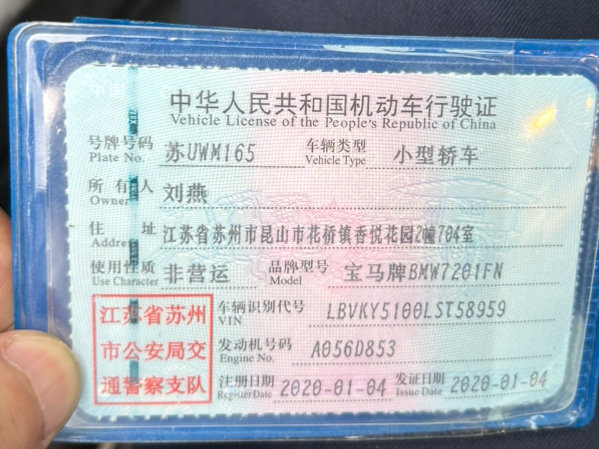 中华人民共和国机动车行驶证
Vehicle License of the People's Republic of China
号牌号码 苏UWM165 车辆类型 小型轿车
Plate No. Vehicle Type
所有人 刘燕
Owner
住址 江苏省苏州市昆山市花桥镇香悦花园2幢704室
Address
使用性质 非营运 品牌型号 宝马牌BMW7201FN
Use Character Model
江苏省苏州
市公安局交
通警察支队
车辆识别代号 LBVKY5100LST58959
VIN
发动机号码 A056D853
Engine No.
注册日期 2020-01-04 发证日期 2020-01-04
Register Date Issue Date